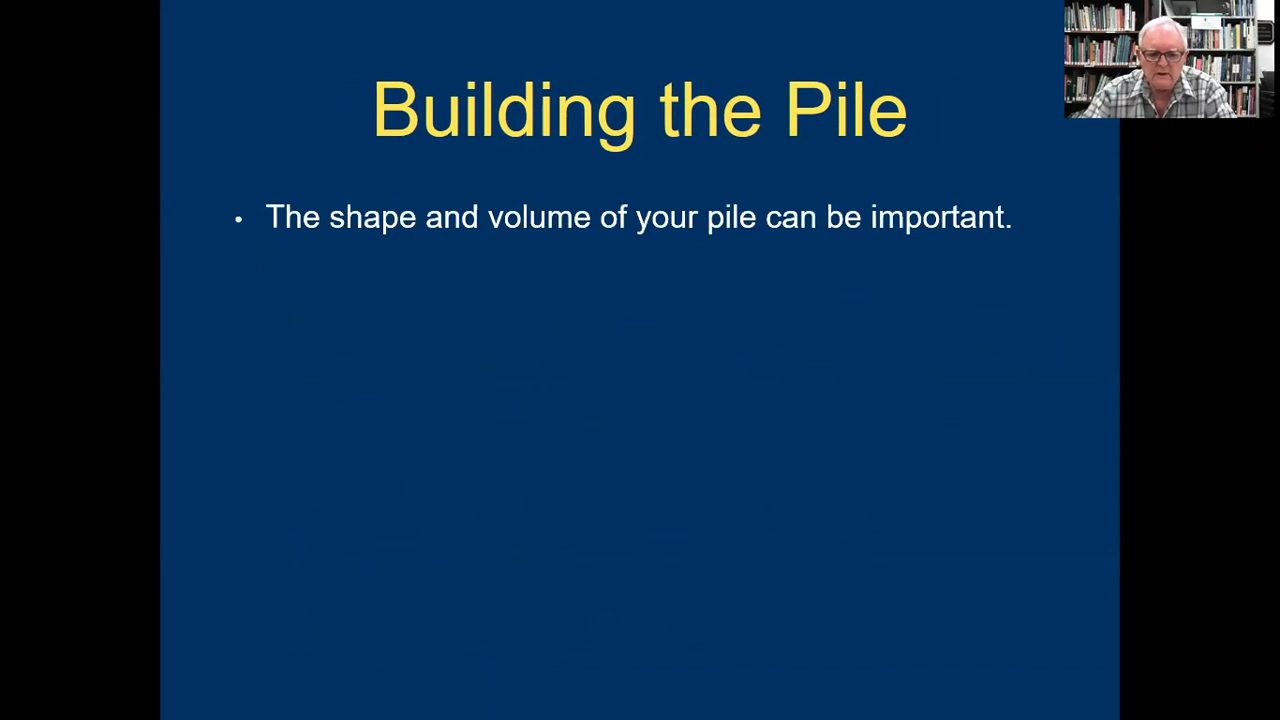 Building the Pile
• The shape and volume of your pile can be important.